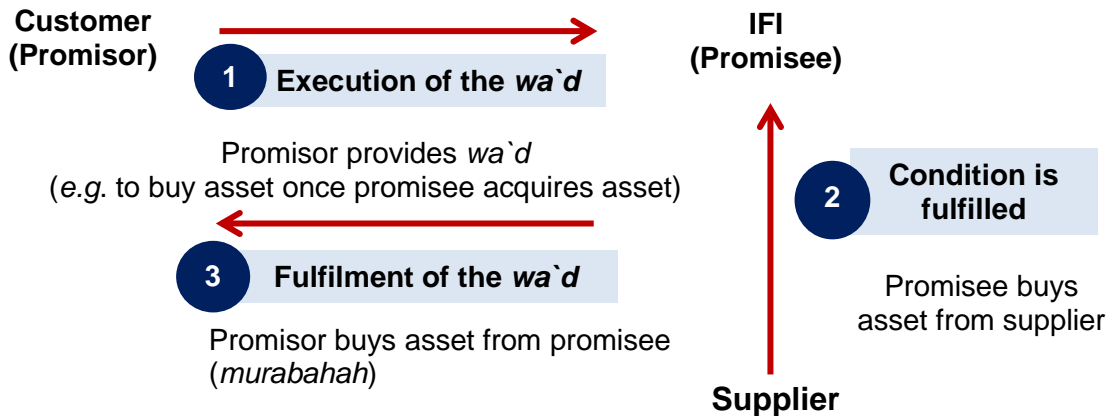 Customer
(Promisor)
IFI
(Promisee)
1
Execution of the wa`d
Promisor provides wa`d
(e.g. to buy asset once promisee acquires asset)
2
Condition is
fulfilled
Promisee buys
asset from supplier
3
Fulfilment of the wa`d
Promisor buys asset from promisee
(murabahah)
Supplier